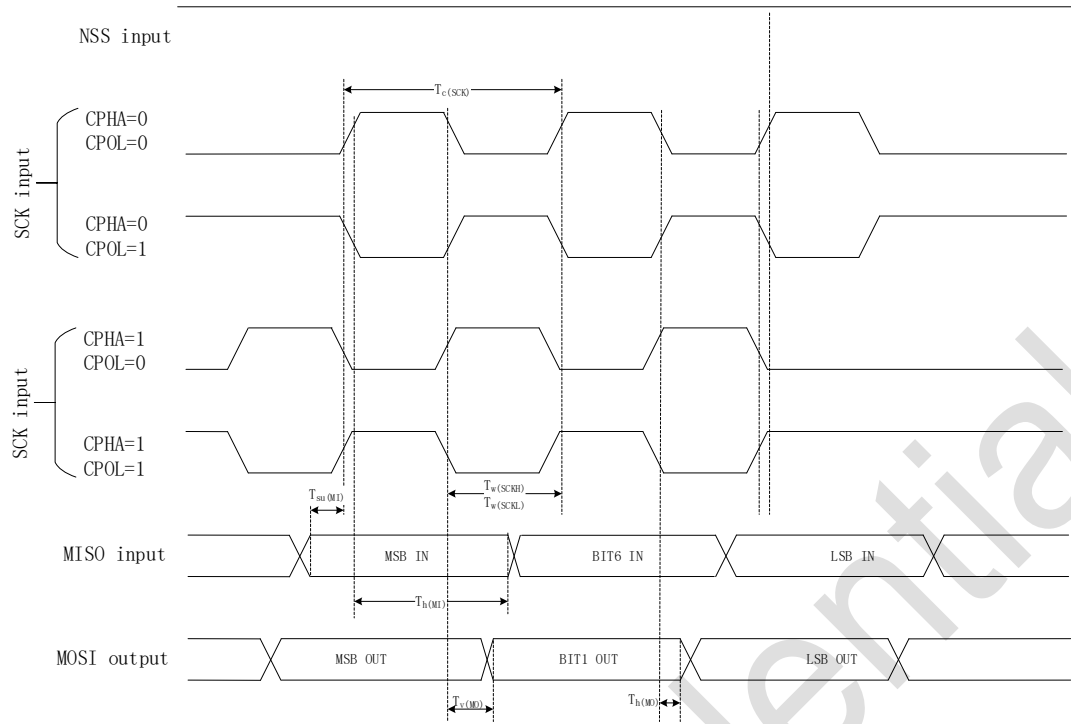 NSS input
Tc(SCK)
SCK input
CPHA=0
CPOL=0
CPHA=0
CPOL=1
SCK input
CPHA=1
CPOL=0
CPHA=1
CPOL=1
Tsu(MI)
Tw(SCKH)
Tw(SCKL)
MISO input
MSB IN
BIT6 IN
LSB IN
Th(MI)
MOSI output
MSB OUT
BIT1 OUT
LSB OUT
Tv(MO)
Th(MO)